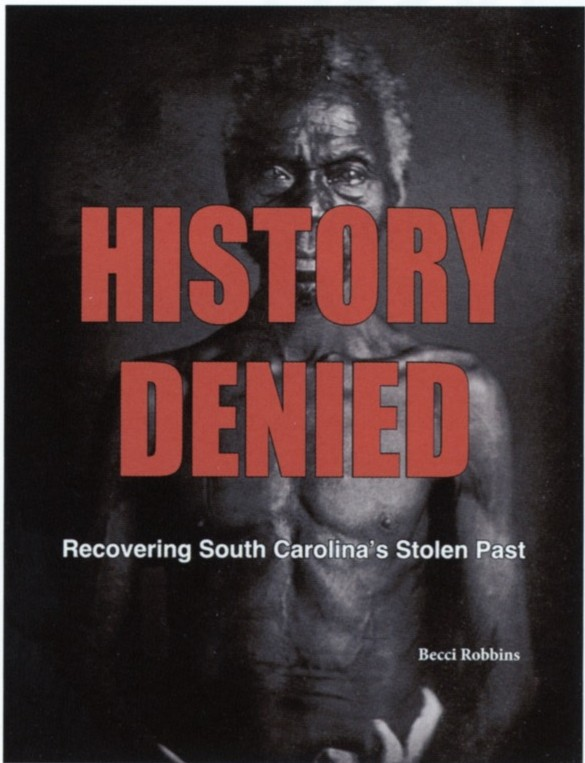 HISTORY
DENIED
Recovering South Carolina's Stolen Past
Becci Robbins